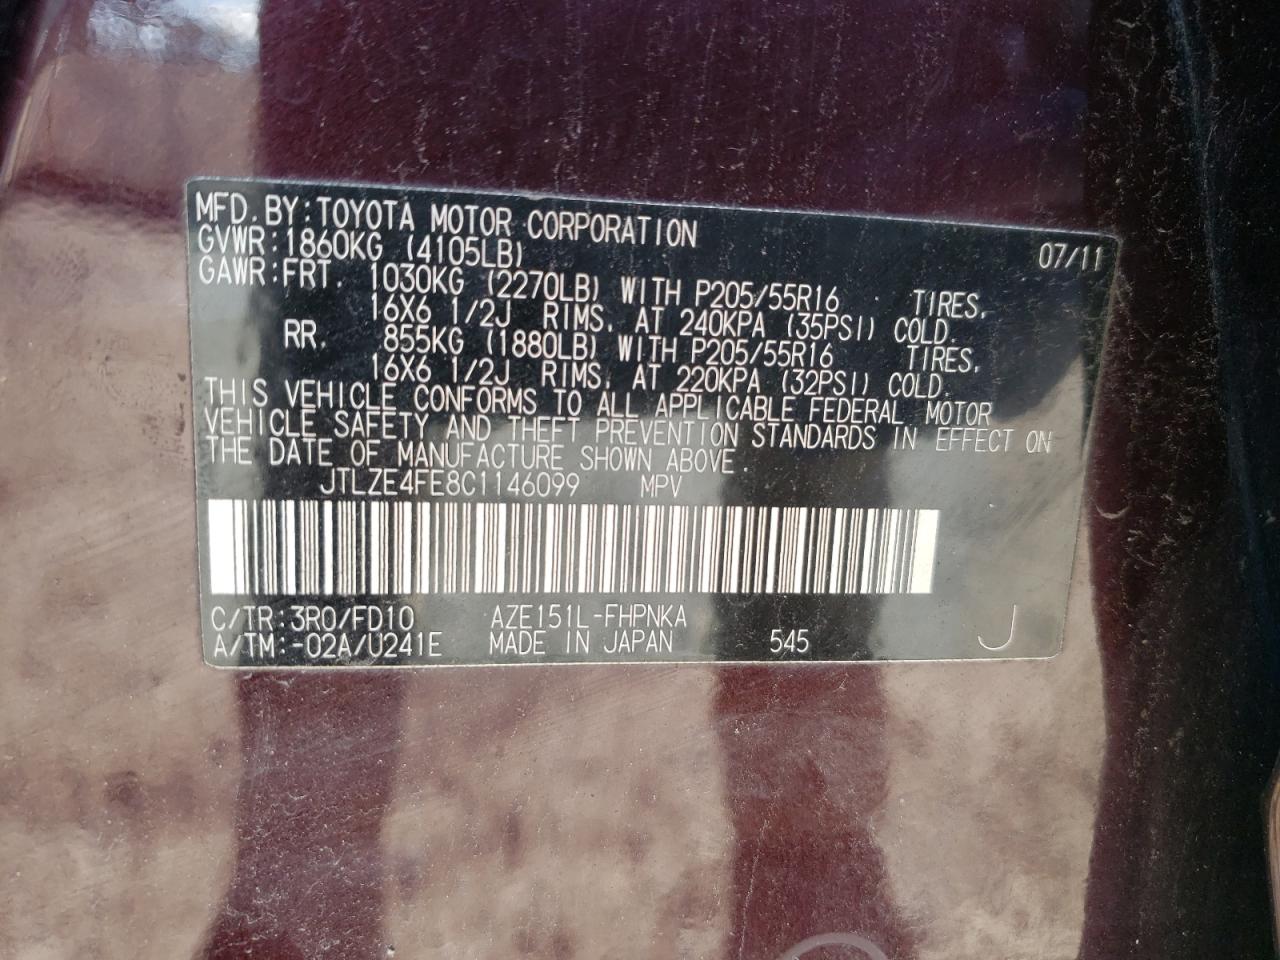 MFD. BY: TOYOTA MOTOR CORPORATION 07/11
GVWR: 1860KG (4105LB)
GAWR: FRT. 1030KG (2270LB) WITH P205/55R16 TIRES,
16X6 1/2J RIMS, AT 240KPA (35PSI) COLD.
RR. 855KG (1880LB) WITH P205/55R16 TIRES,
16X6 1/2J RIMS, AT 220KPA (32PSI) COLD.
THIS VEHICLE CONFORMS TO ALL APPLICABLE FEDERAL MOTOR
VEHICLE SAFETY AND THEFT PREVENTION STANDARDS IN EFFECT ON
THE DATE OF MANUFACTURE SHOWN ABOVE.
JTLZE4FE8C1146099 MPV
C/TR: 3R0/FD10 AZE151L-FHPNKA
A/TM: -02A/U241E MADE IN JAPAN 545 J